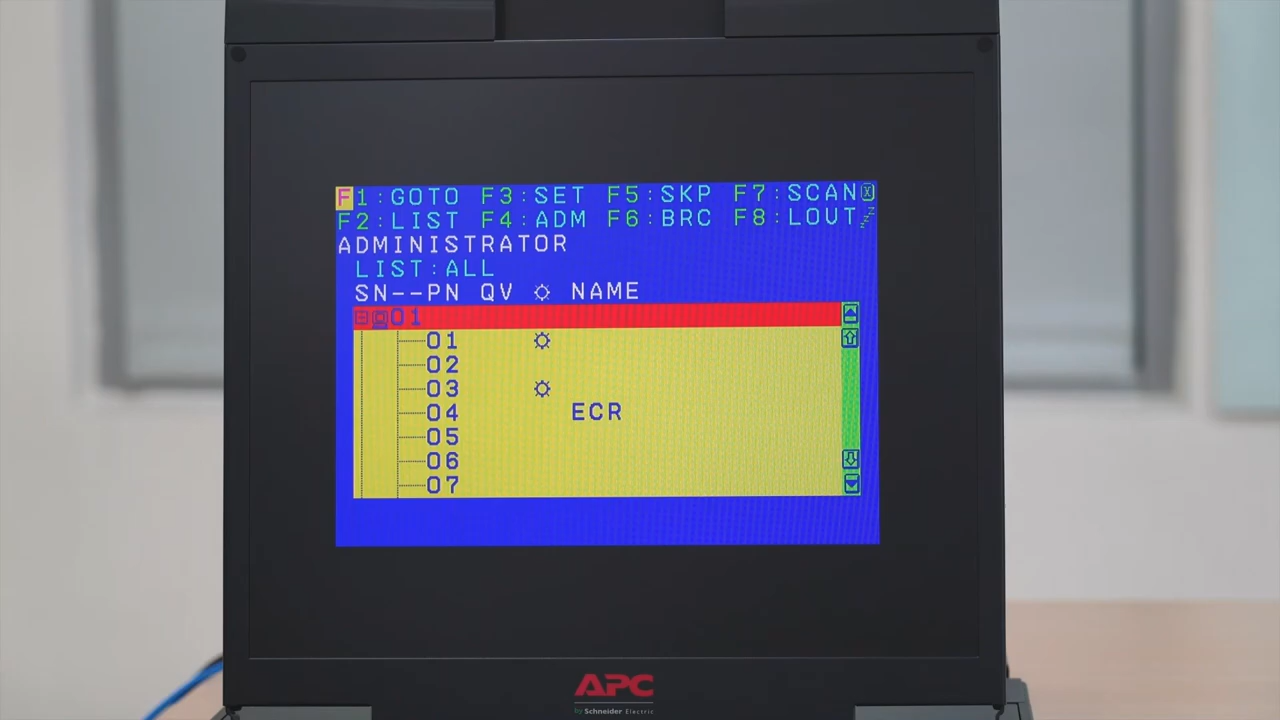 F1:GOTO F3:SET F5:SKP F7:SCAN
F2:LIST F4:ADM F6:BRC F8:LOUT
ADMINISTRATOR
LIST:ALL
SN--PN QV ☼ NAME
01
01 ☼
02
03 ☼
04 ECR
05
06
07
APC
by Schneider Electric